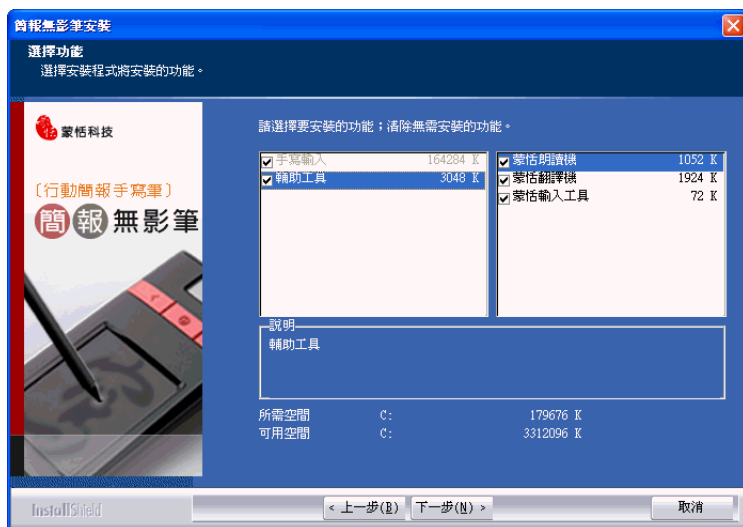 簡報無影筆安裝
選擇功能
選擇安裝程式將安裝的功能。
蒙恬科技
〔行動簡報手寫筆〕
簡報無影筆
請選擇要安裝的功能；清除無需安裝的功能。
手寫輸入 164284 K
輔助工具 3048 K
蒙恬朗讀機 1052 K
蒙恬翻譯機 1924 K
蒙恬輸入工具 72 K
說明
輔助工具
所需空間 C: 179676 K
可用空間 C: 3312096 K
InstallShield
< 上一步(B) 下一步(N) > 取消